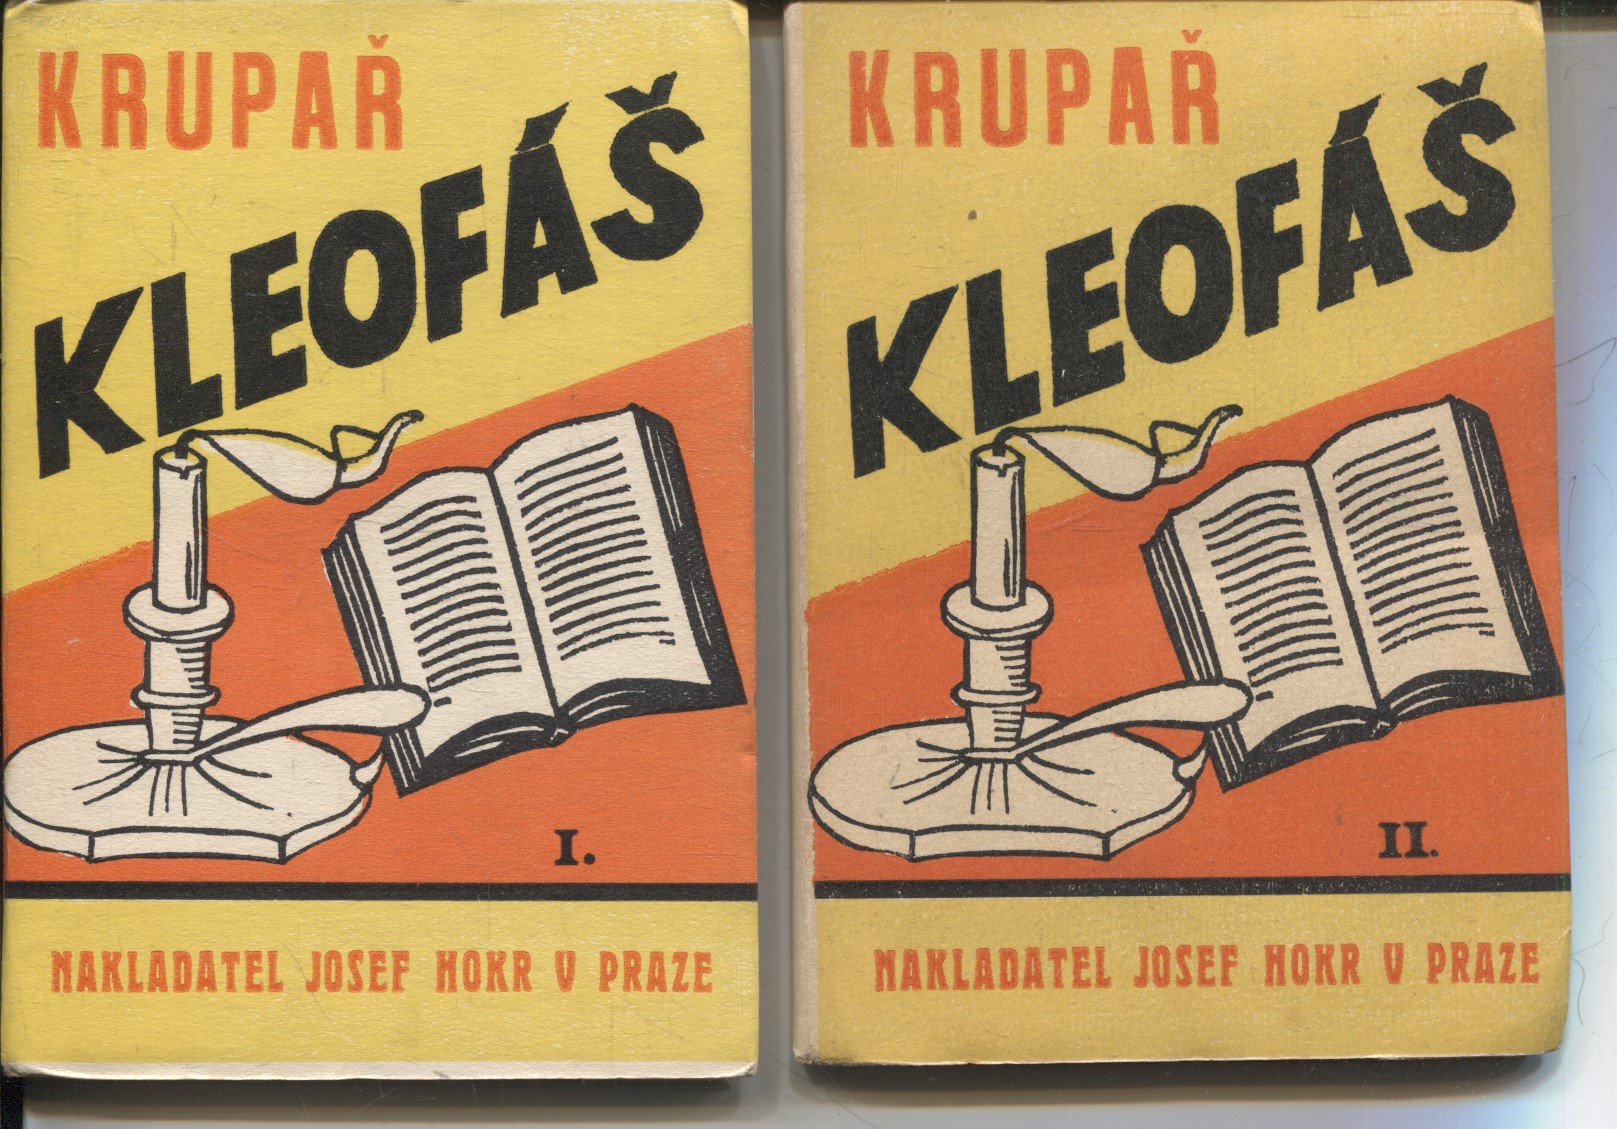 KRUPAŘ
KLEOFÁŠ
I.
NAKLADATEL JOSEF HOKR V PRAZE
KRUPAŘ
KLEOFÁŠ
II.
NAKLADATEL JOSEF HOKR V PRAZE